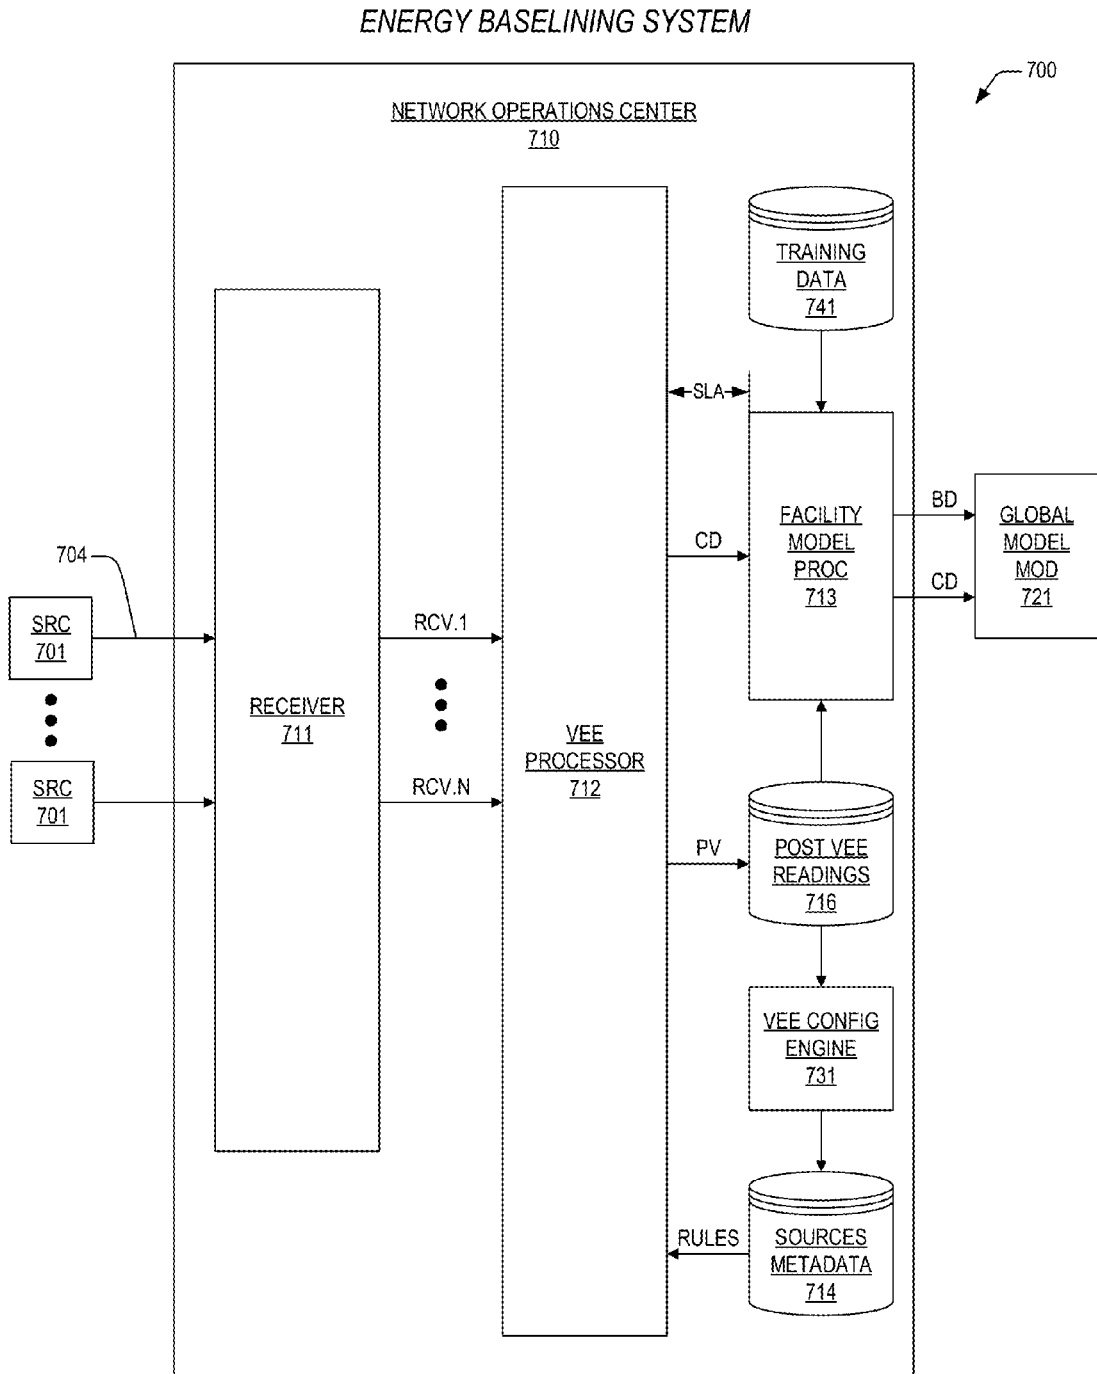 ENERGY BASELINING SYSTEM
700
NETWORK OPERATIONS CENTER
710
TRAINING
DATA
741
SLA
FACILITY
MODEL
PROC
713
BD
CD
GLOBAL
MODEL
MOD
721
CD
704
SRC
701
RCV.1
RECEIVER
711
VEE
PROCESSOR
712
SRC
701
RCV.N
PV
POST VEE
READINGS
716
VEE CONFIG
ENGINE
731
RULES
SOURCES
METADATA
714